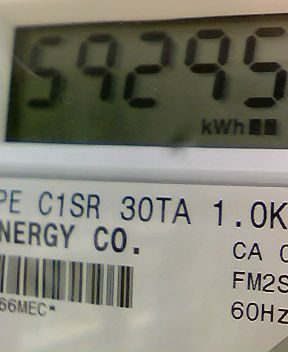 59295
kWh
PE C1SR 30TA 1.0K
NERGY CO.
CA
FM2S
66MEC*
60Hz